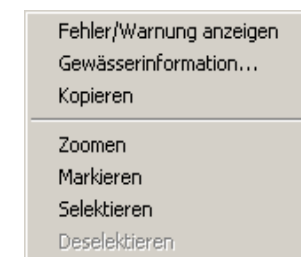 Fehler/Warnung anzeigen
Gewässerinformation...
Kopieren
Zoomen
Markieren
Selektieren
Deselektieren